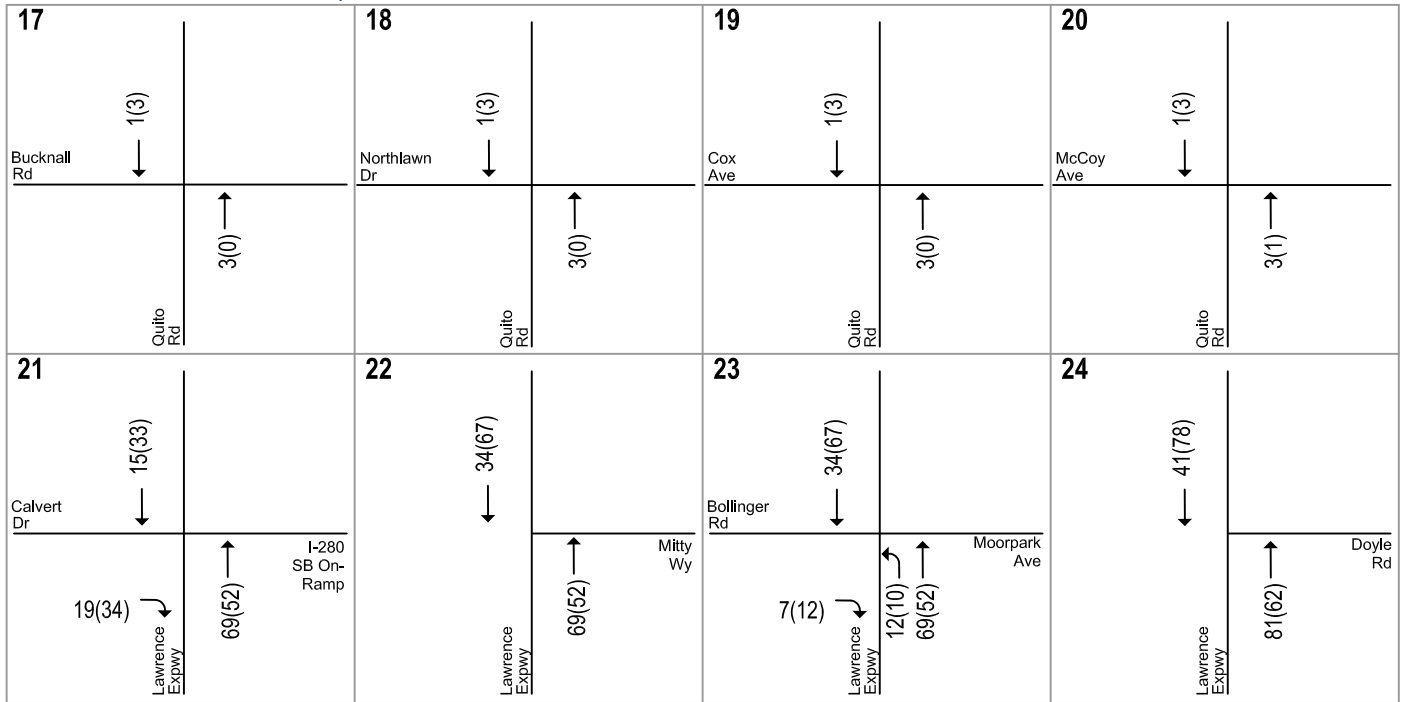 17
1(3)
Bucknall
Rd
3(0)
Quito
Rd
18
1(3)
Northlawn
Dr
3(0)
Quito
Rd
19
1(3)
Cox
Ave
3(0)
Quito
Rd
20
1(3)
McCoy
Ave
3(1)
Quito
Rd
21
15(33)
Calvert
Dr
I-280
SB On-
Ramp
19(34)
69(52)
Lawrence
Expwy
22
34(67)
Mitty
Wy
69(52)
Lawrence
Expwy
23
34(67)
Bollinger
Rd
Moorpark
Ave
7(12)
12(10)
69(52)
Lawrence
Expwy
24
41(78)
Doyle
Rd
81(62)
Lawrence
Expwy